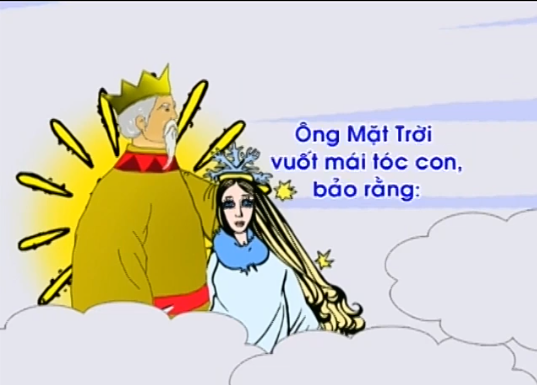 Ông Mặt Trời
vuốt mái tóc con,
bảo rằng: